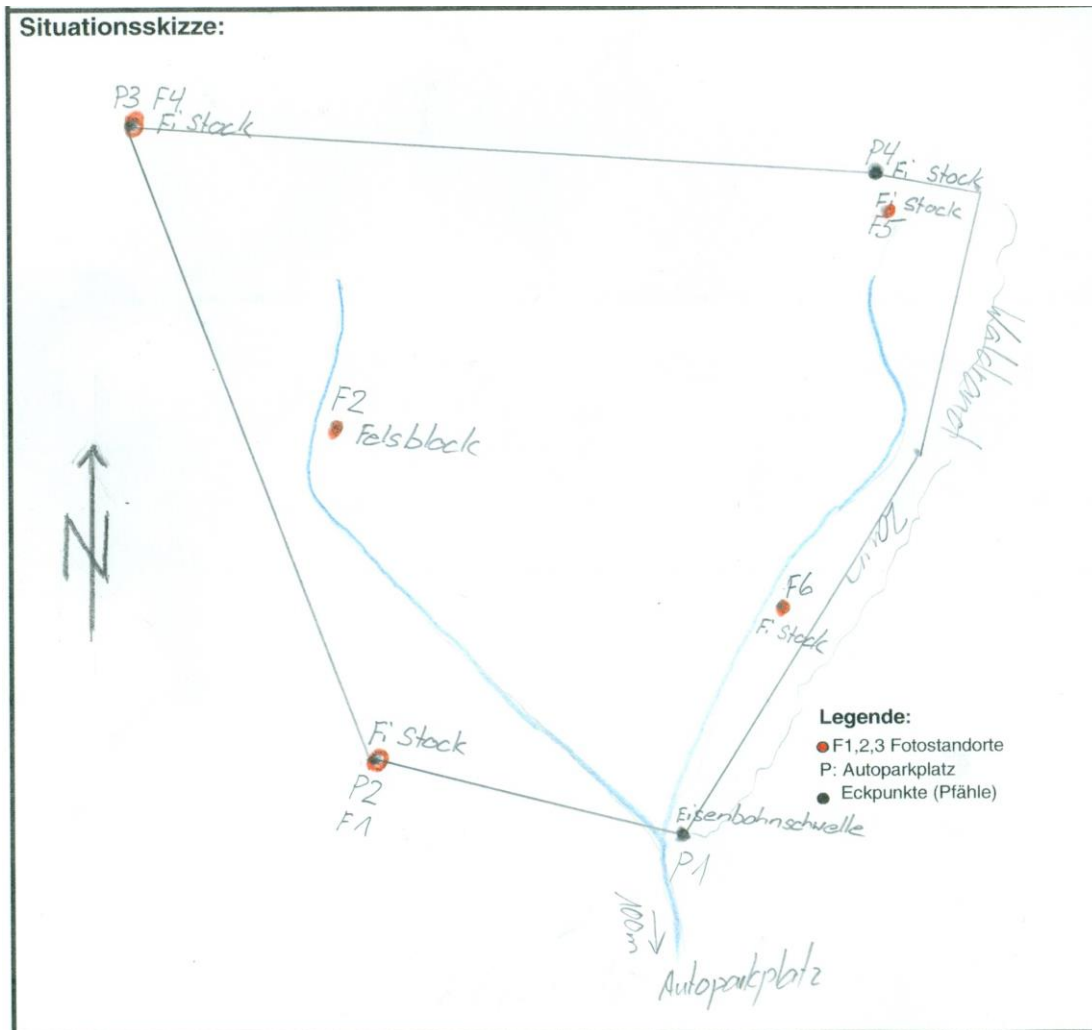 Situationsskizze:
P3 F4
Fi Stock
P4
Fi Stock
Fi Stock
F5
Waldrand
F2
Felsblock
N
F6
Fi Stock
Fi Stock
P2
F1
Eisenbahnschwelle
P1
100m
Autoparkplatz
Legende:
F1,2,3 Fotostandorte
P: Autoparkplatz
Eckpunkte (Pfähle)